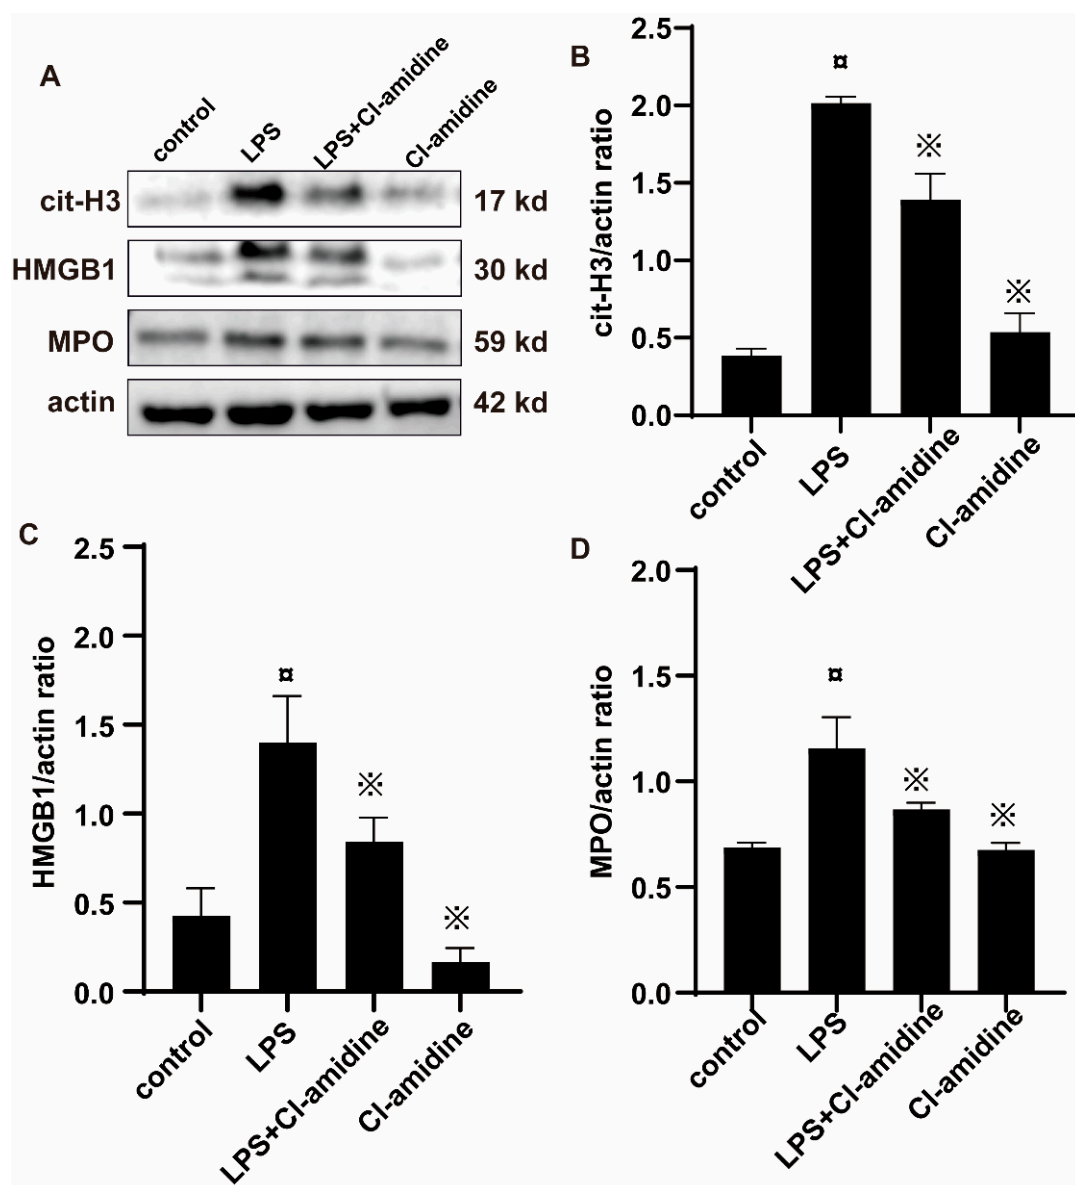 A
control
LPS
LPS+Cl-amidine
Cl-amidine
cit-H3
17 kd
HMGB1
30 kd
MPO
59 kd
actin
42 kd
B
cit-H3/actin ratio
2.5
2.0
1.5
1.0
0.5
0.0
¤
※
※
control
LPS
LPS+Cl-amidine
Cl-amidine
C
HMGB1/actin ratio
2.5
2.0
1.5
1.0
0.5
0.0
¤
※
※
control
LPS
LPS+Cl-amidine
Cl-amidine
D
MPO/actin ratio
2.0
1.5
1.0
0.5
0.0
¤
※
※
control
LPS
LPS+Cl-amidine
Cl-amidine